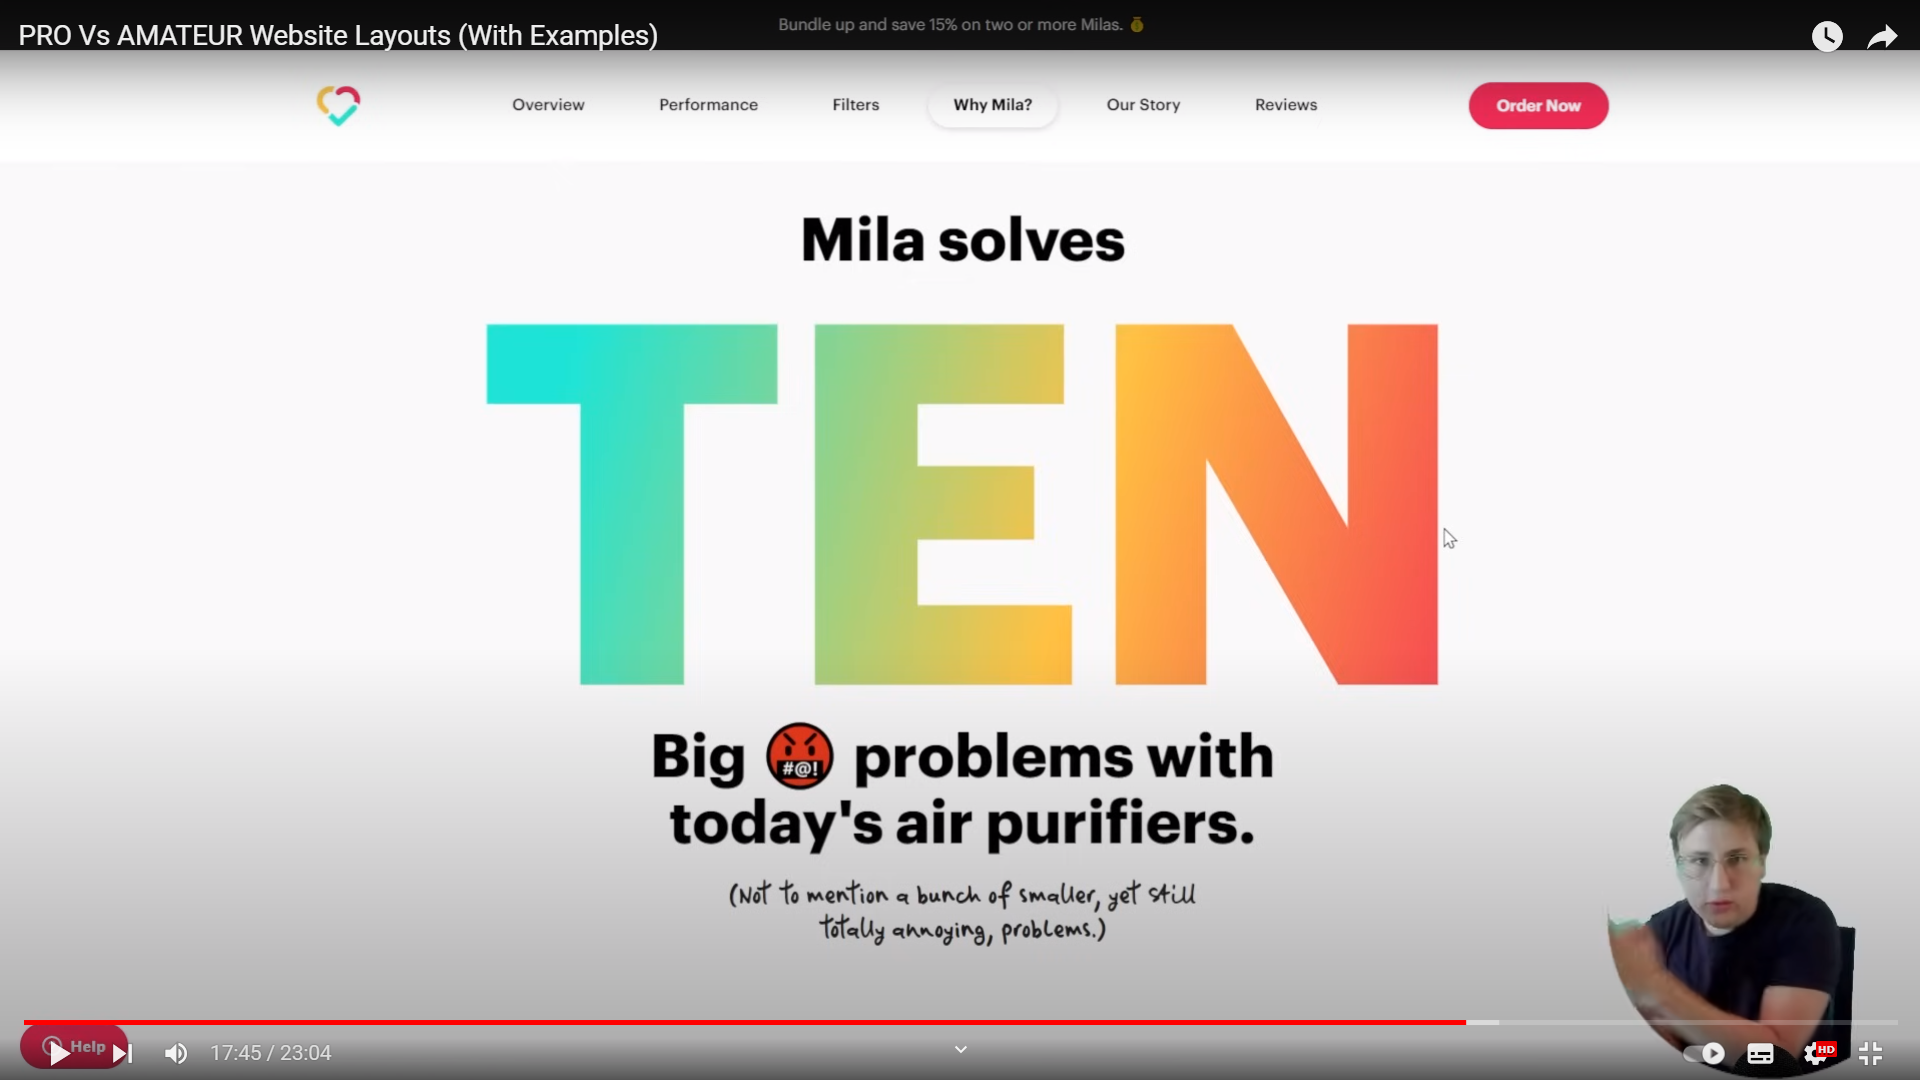 Bundle up and save 15% on two or more Milas.
PRO Vs AMATEUR Website Layouts (With Examples)
Overview
Performance
Filters
Why Mila?
Our Story
Reviews
Order Now
Mila solves
TEN
Big #@! problems with
today's air purifiers.
(Not to mention a bunch of smaller, yet still
totally annoying, problems.)
Help
17:45 / 23:04
HD